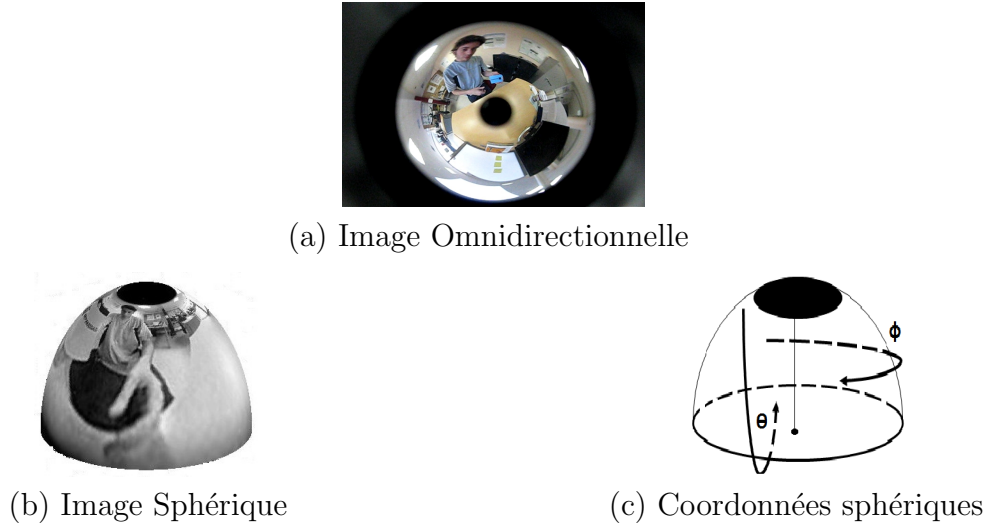 (a) Image Omnidirectionnelle
ϕ
θ
(b) Image Sphérique
(c) Coordonnées sphériques